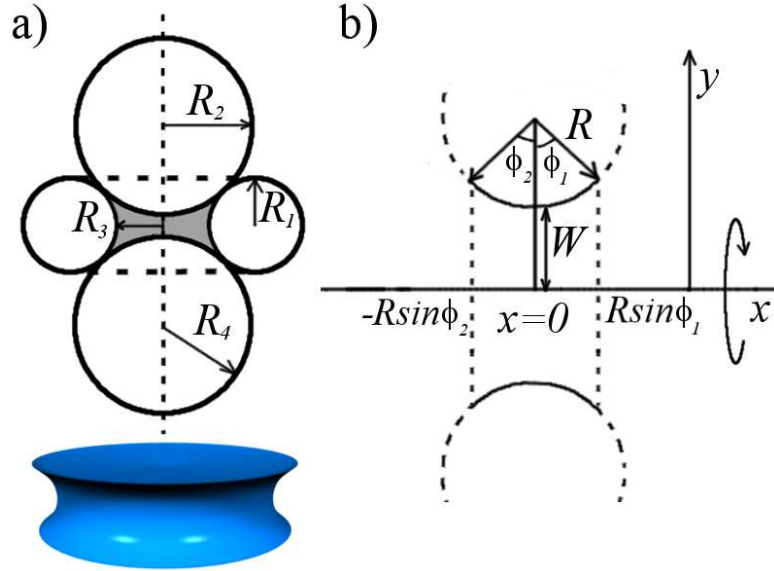 a)
R₂
R₁
R₃
R₄
b)
y
R
ϕ₂
ϕ₁
W
-Rsinϕ₂
x=0
Rsinϕ₁
x